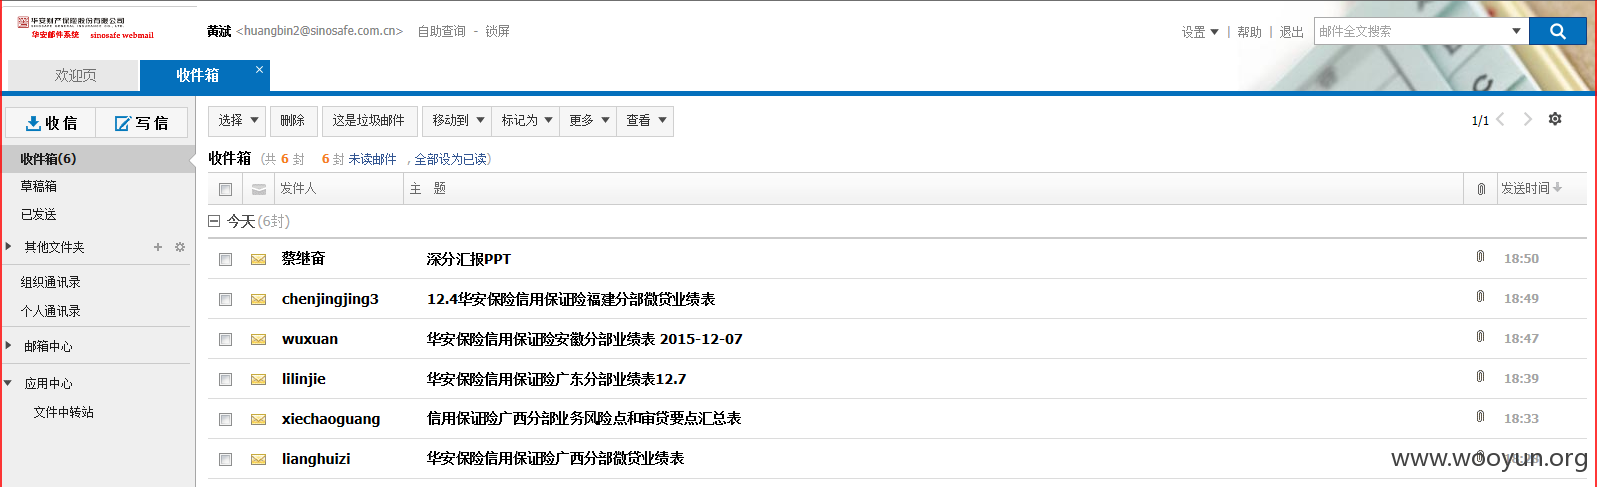 华安财产保险股份有限公司
SINOSAFE GENERAL INSURANCE CO., LTD.
华安邮件系统 sinosafe webmail
黄斌 <huangbin2@sinosafe.com.cn> 自助查询 - 锁屏
设置 | 帮助 | 退出 邮件全文搜索
欢迎页 收件箱 ×
收信 写信
选择 删除 这是垃圾邮件 移动到 标记为 更多 查看 1/1
收件箱(6)
草稿箱
已发送
其他文件夹
组织通讯录
个人通讯录
邮箱中心
应用中心
文件中转站
收件箱 (共 6 封 6 封 未读邮件 , 全部设为已读)
发件人 主 题 发送时间
今天(6封)
蔡继奋 深分汇报PPT 18:50
chenjingjing3 12.4华安保险信用保证险福建分部微贷业绩表 18:49
wuxuan 华安保险信用保证险安徽分部业绩表 2015-12-07 18:47
lilinjie 华安保险信用保证险广东分部业绩表12.7 18:39
xiechaoguang 信用保证险广西分部业务风险点和审贷要点汇总表 18:33
lianghuizi 华安保险信用保证险广西分部微贷业绩表
www.wooyun.org